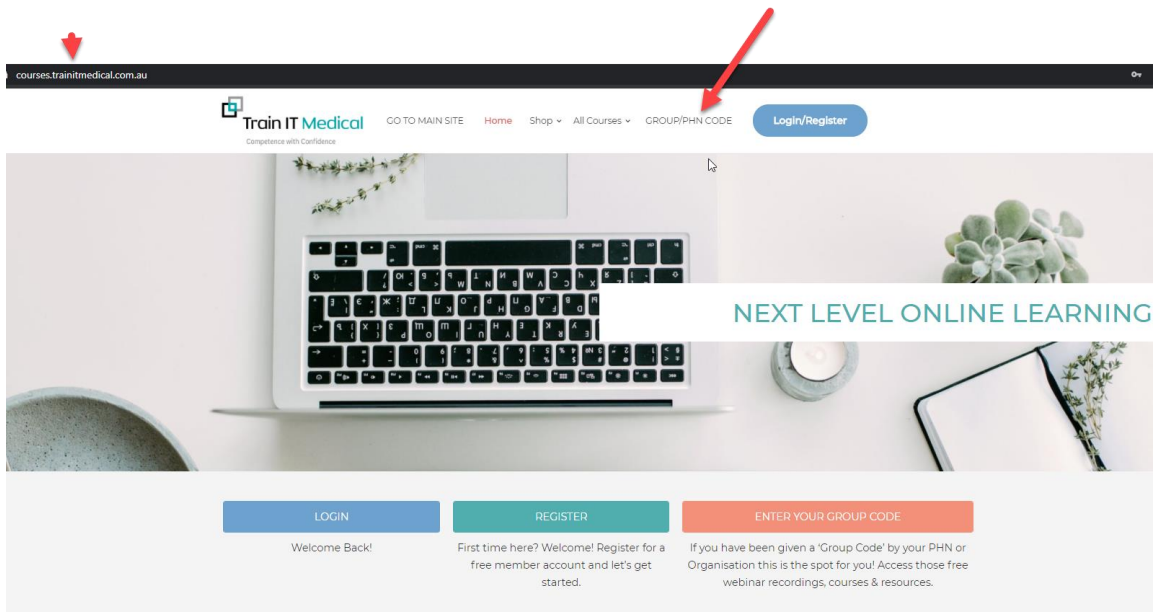 courses.trainitmedical.com.au
Train IT Medical
Competence with Confidence
GO TO MAIN SITE Home Shop All Courses GROUP/PHN CODE Login/Register
NEXT LEVEL ONLINE LEARNING
LOGIN REGISTER ENTER YOUR GROUP CODE
Welcome Back!
First time here? Welcome! Register for a
free member account and let's get
started.
If you have been given a 'Group Code' by your PHN or
Organisation this is the spot for you! Access those free
webinar recordings, courses & resources.